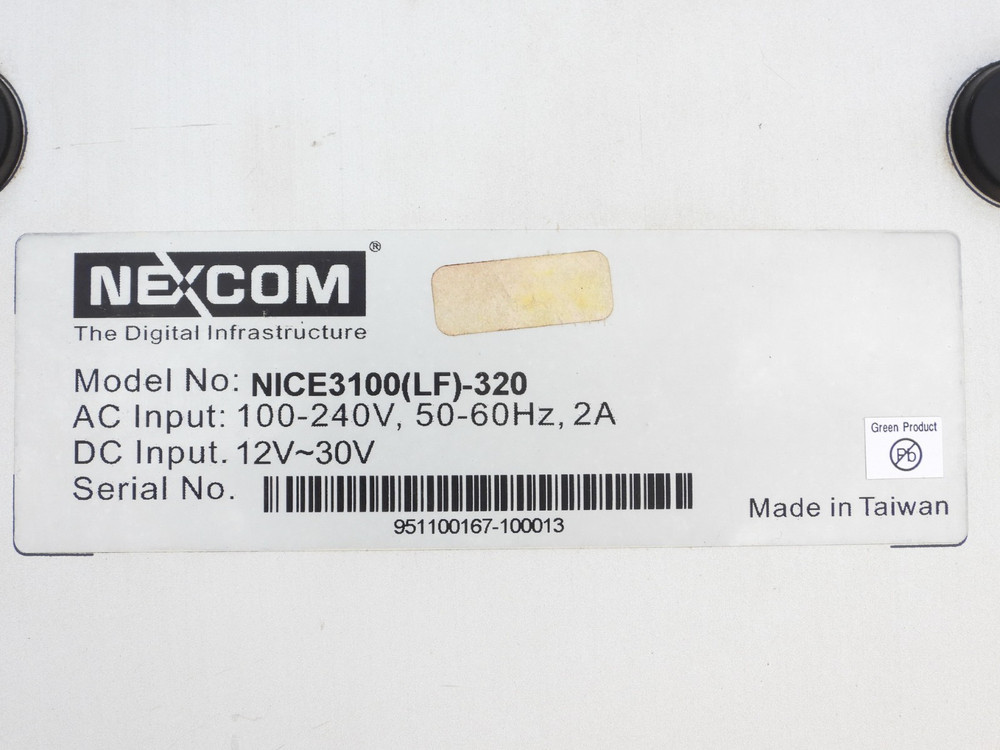 NEXCOM®
The Digital Infrastructure
Model No: NICE3100(LF)-320
AC Input: 100-240V, 50-60Hz, 2A
DC Input. 12V~30V
Serial No.
951100167-100013
Green Product
Pb
Made in Taiwan